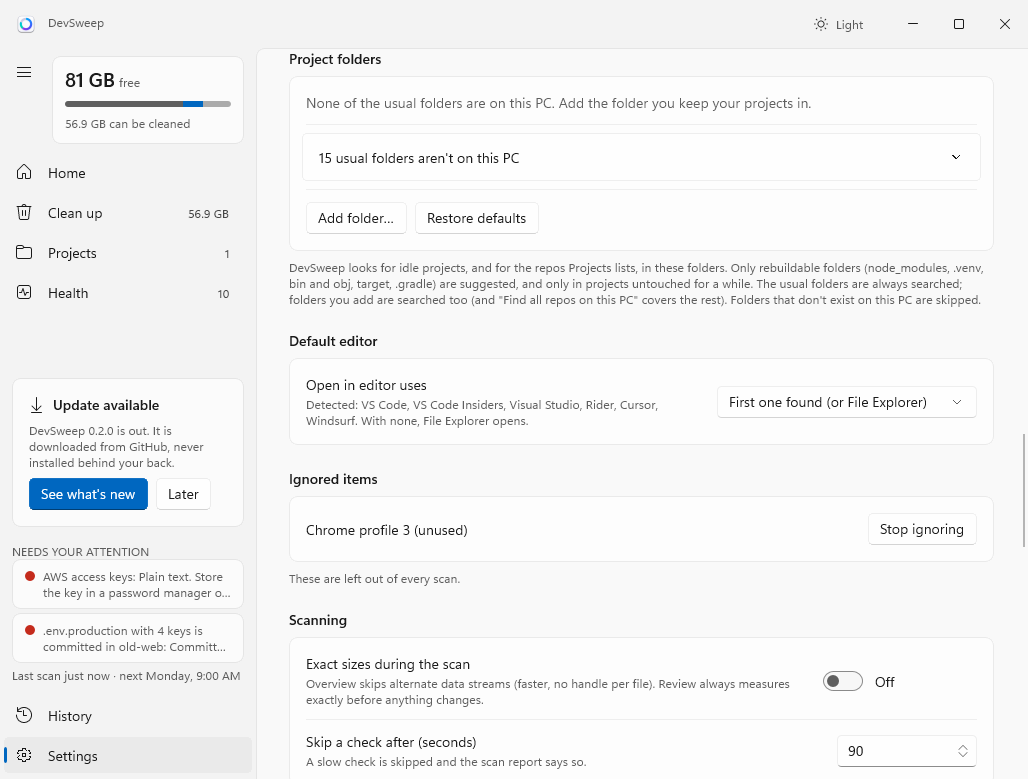 DevSweep
Light
81 GB free
56.9 GB can be cleaned
Home
Clean up 56.9 GB
Projects 1
Health 10
Update available
DevSweep 0.2.0 is out. It is
downloaded from GitHub, never
installed behind your back.
See what's new
Later
NEEDS YOUR ATTENTION
AWS access keys: Plain text. Store
the key in a password manager o...
.env.production with 4 keys is
committed in old-web: Committ...
Last scan just now · next Monday, 9:00 AM
History
Settings
Project folders
None of the usual folders are on this PC. Add the folder you keep your projects in.
15 usual folders aren't on this PC
Add folder...
Restore defaults
DevSweep looks for idle projects, and for the repos Projects lists, in these folders. Only rebuildable folders (node_modules, .venv,
bin and obj, target, .gradle) are suggested, and only in projects untouched for a while. The usual folders are always searched;
folders you add are searched too (and "Find all repos on this PC" covers the rest). Folders that don't exist on this PC are skipped.
Default editor
Open in editor uses
Detected: VS Code, VS Code Insiders, Visual Studio, Rider, Cursor,
Windsurf. With none, File Explorer opens.
First one found (or File Explorer)
Ignored items
Chrome profile 3 (unused)
Stop ignoring
These are left out of every scan.
Scanning
Exact sizes during the scan
Overview skips alternate data streams (faster, no handle per file). Review always measures
exactly before anything changes.
Off
Skip a check after (seconds)
A slow check is skipped and the scan report says so.
90